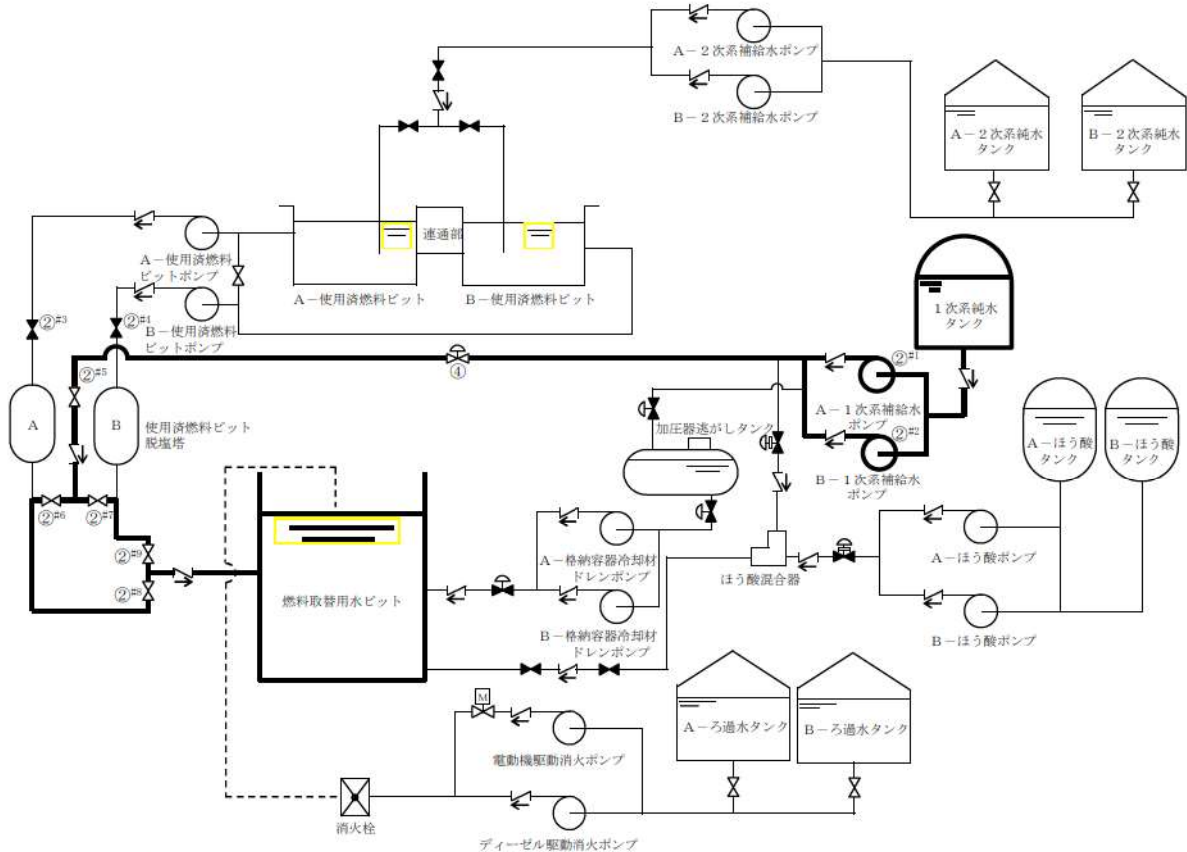 A－２次系補給水ポンプ
B－２次系補給水ポンプ
A－２次系純水
タンク
B－２次系純水
タンク
連通部
A－使用済燃料
ピットポンプ
A－使用済燃料ピット
B－使用済燃料ピット
B－使用済燃料
ピットポンプ
１次系純水
タンク
②#3
②#4
②#5
④
②#1
A－１次系補給水
ポンプ
②#2
B－１次系補給水
ポンプ
A
B
使用済燃料ピット
脱塩塔
加圧器逃がしタンク
A－ほう酸
タンク
B－ほう酸
タンク
②#6
②#7
②#9
②#8
燃料取替用水ピット
A－格納容器冷却材
ドレンポンプ
B－格納容器冷却材
ドレンポンプ
ほう酸混合器
A－ほう酸ポンプ
B－ほう酸ポンプ
M
電動機駆動消火ポンプ
A－ろ過水タンク
B－ろ過水タンク
消火栓
ディーゼル駆動消火ポンプ